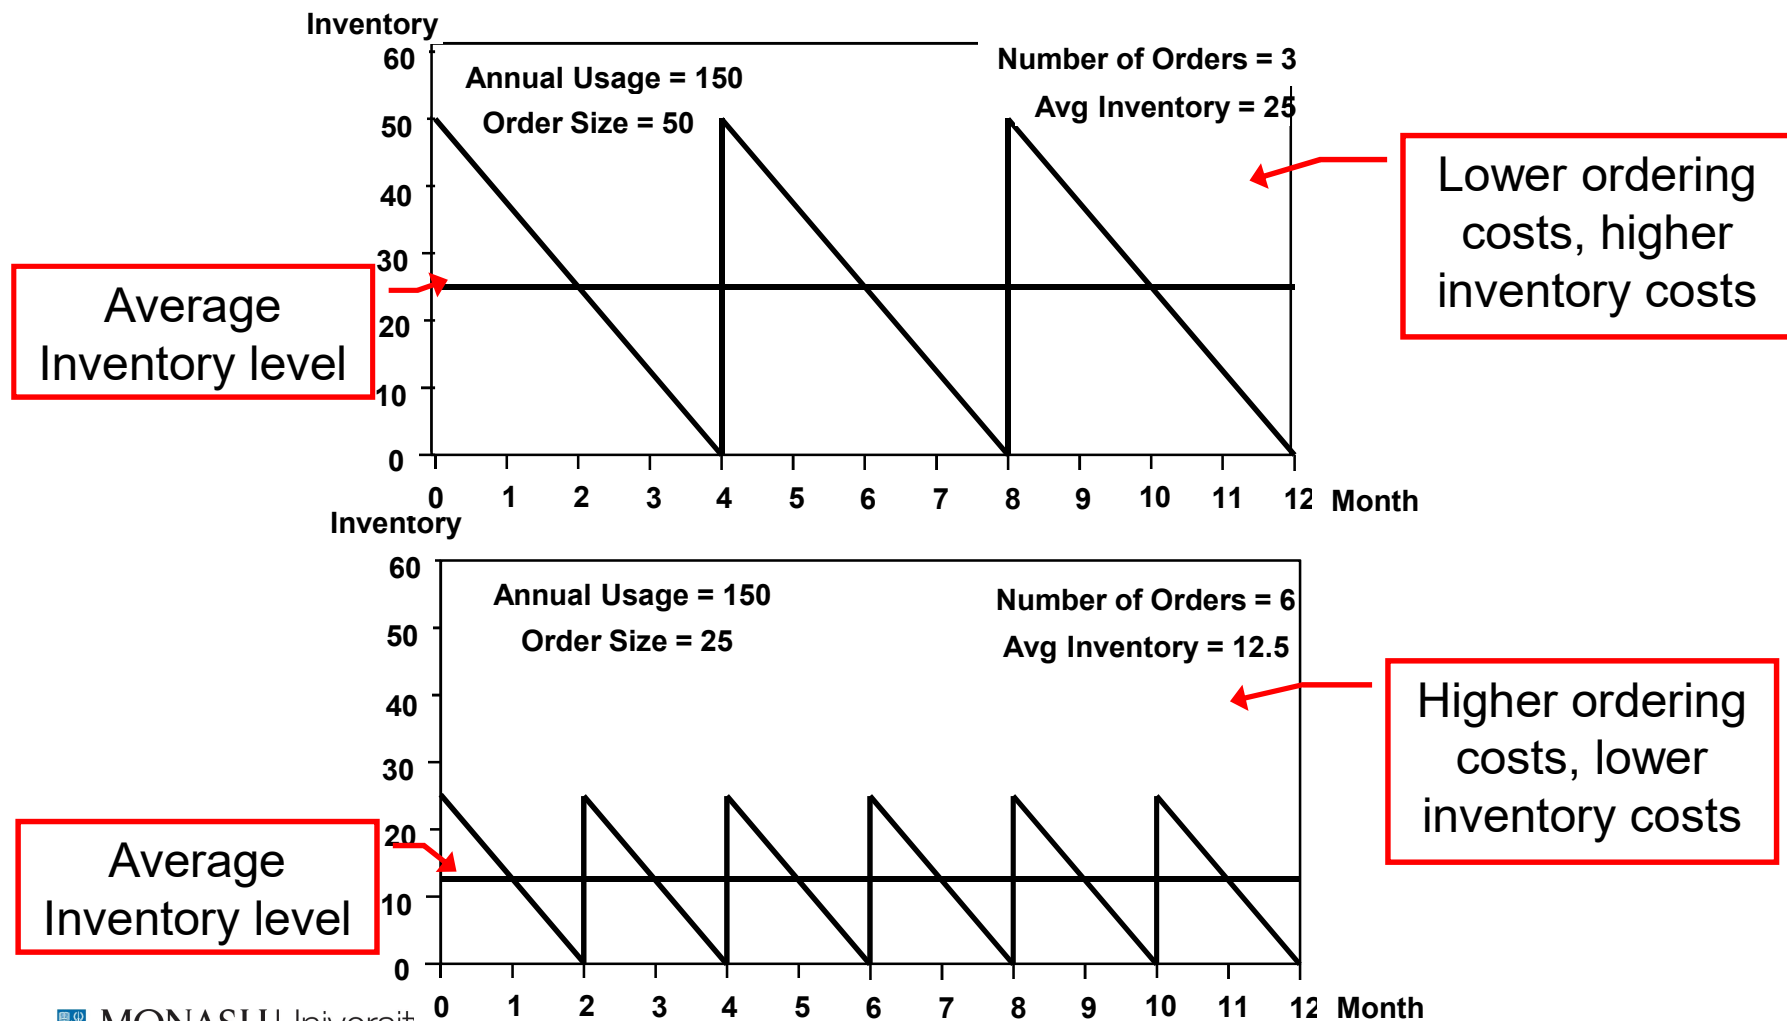 Inventory
60
50
40
30
20
10
0
Annual Usage = 150
Order Size = 50
Number of Orders = 3
Avg Inventory = 25
0 1 2 3 4 5 6 7 8 9 10 11 12 Month
Average
Inventory level
Lower ordering
costs, higher
inventory costs
Inventory
60
50
40
30
20
10
0
Annual Usage = 150
Order Size = 25
Number of Orders = 6
Avg Inventory = 12.5
0 1 2 3 4 5 6 7 8 9 10 11 12 Month
Average
Inventory level
Higher ordering
costs, lower
inventory costs
MONASH Universit